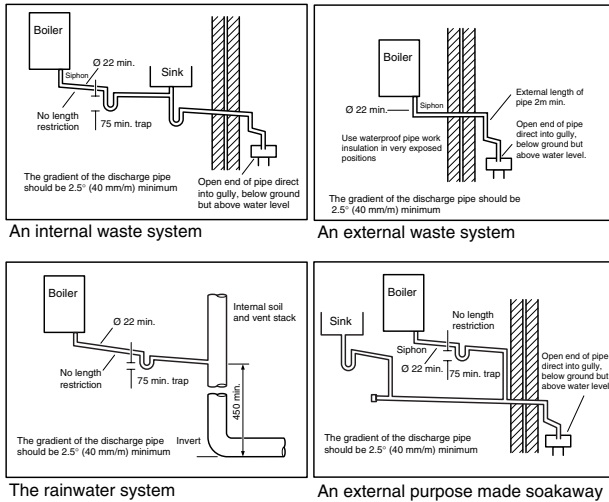 Boiler
Siphon
Ø 22 min.
Sink
No length
restriction
75 min. trap
The gradient of the discharge pipe
should be 2.5° (40 mm/m) minimum
Open end of pipe direct
into gully, below ground
but above water level
An internal waste system
Boiler
Ø 22 min.
Siphon
External length of
pipe 2m min.
Use waterproof pipe work
insulation in very exposed
positions
Open end of pipe
direct into gully,
below ground but
above water level.
The gradient of the discharge pipe should be
2.5° (40 mm/m) minimum
An external waste system
Boiler
Ø 22 min.
No length
restriction
75 min. trap
Internal soil
and vent stack
450 min.
Invert
The gradient of the discharge pipe
should be 2.5° (40 mm/m) minimum
The rainwater system
Sink
Boiler
No length
restriction
Siphon
Ø 22 min.
75 min. trap
Open end of pipe
direct into gully,
below ground but
above water level
The gradient of the discharge pipe
should be 2.5° (40 mm/m) minimum
An external purpose made soakaway